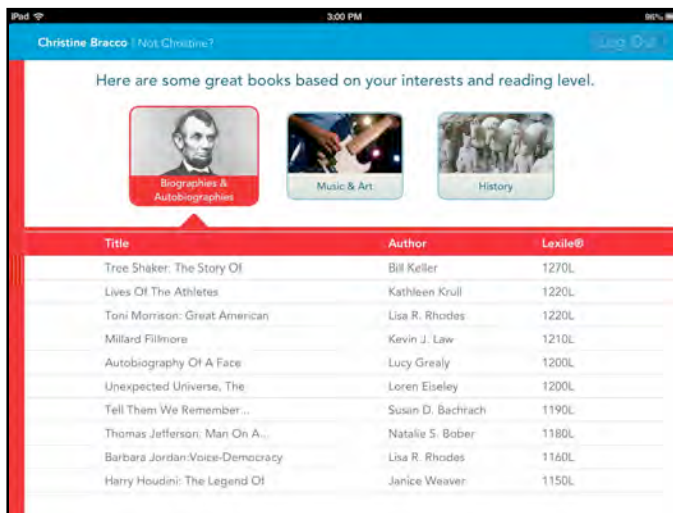 iPad 3:00 PM 96%
Christine Bracco | Not Christine? Log Out
Here are some great books based on your interests and reading level.
Biographies &
Autobiographies
Music & Art
History
Title Author Lexile®
Tree Shaker: The Story Of Bill Keller 1270L
Lives Of The Athletes Kathleen Krull 1220L
Toni Morrison: Great American Lisa R. Rhodes 1220L
Millard Fillmore Kevin J. Law 1210L
Autobiography Of A Face Lucy Grealy 1200L
Unexpected Universe, The Loren Eiseley 1200L
Tell Them We Remember... Susan D. Bachrach 1190L
Thomas Jefferson: Man On A... Natalie S. Bober 1180L
Barbara Jordan:Voice-Democracy Lisa R. Rhodes 1160L
Harry Houdini: The Legend Of Janice Weaver 1150L